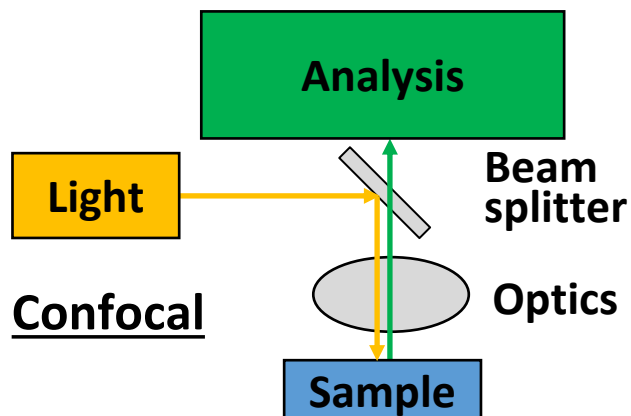 Analysis
Beam
splitter
Light
Optics
Confocal
Sample